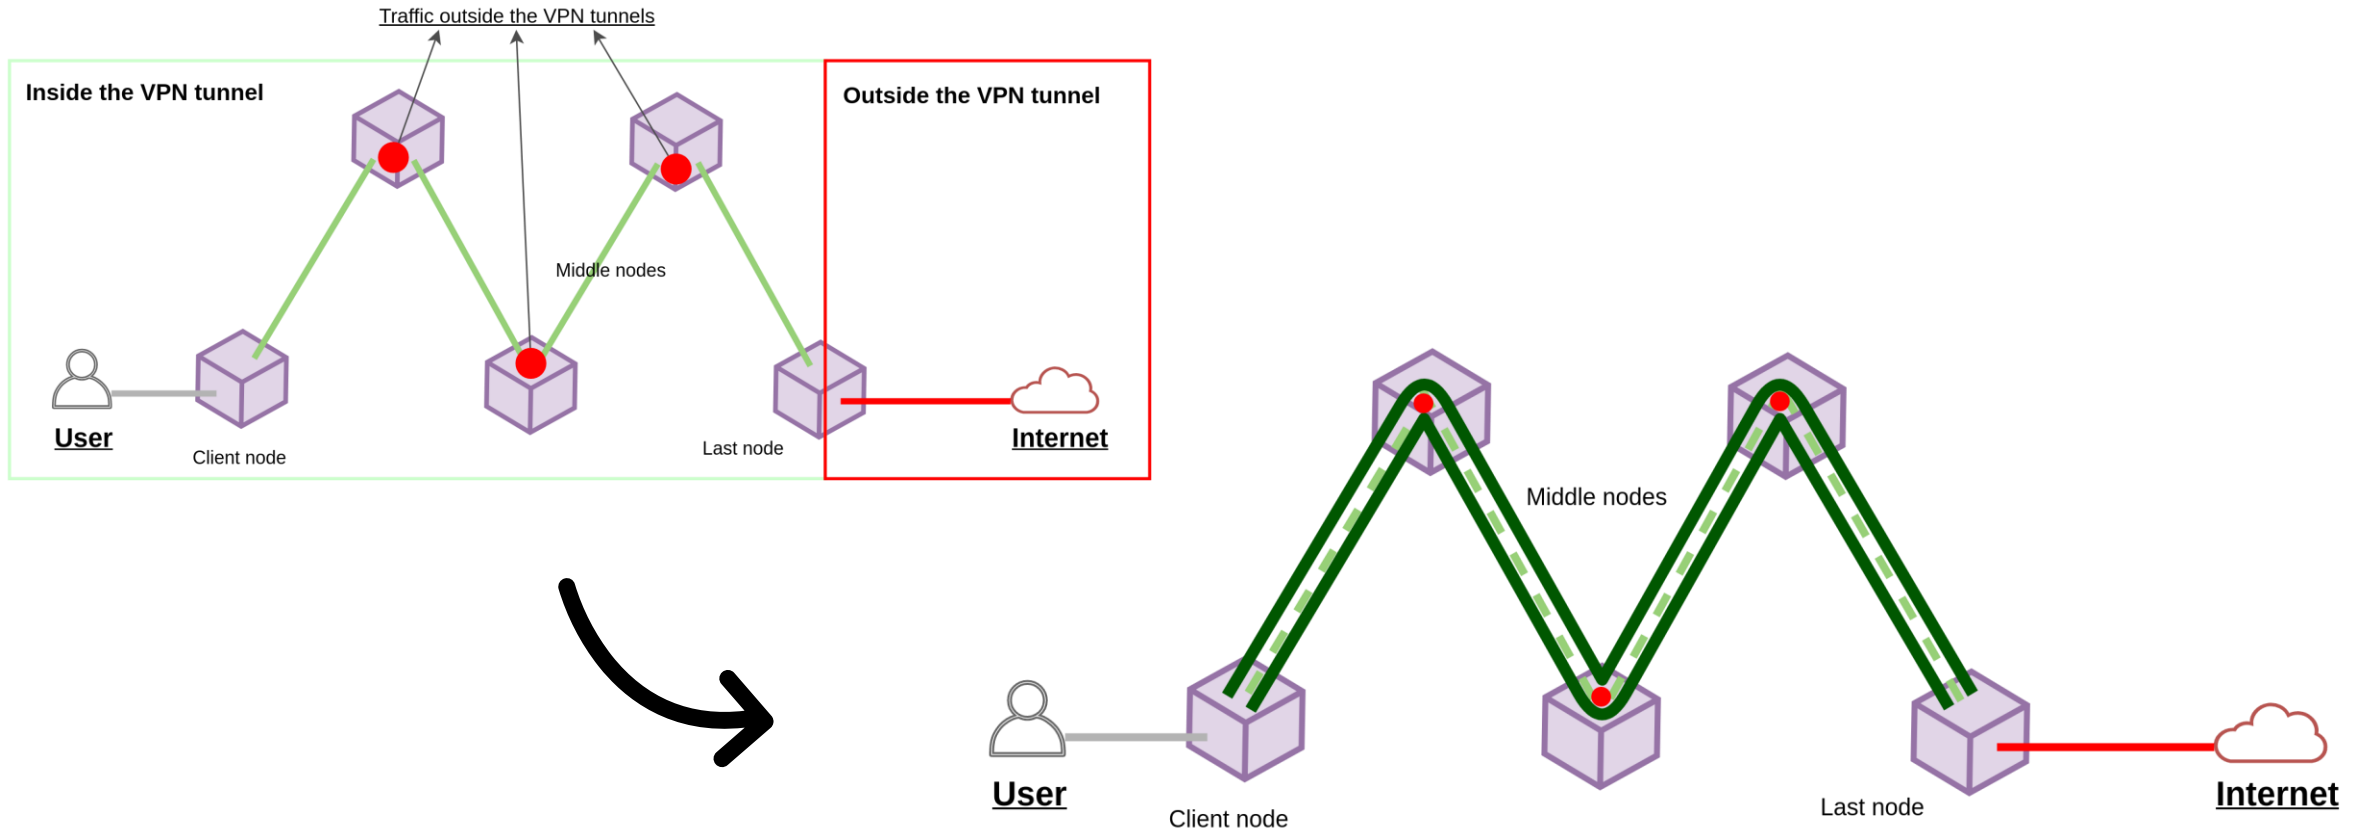 Traffic outside the VPN tunnels
Inside the VPN tunnel
Outside the VPN tunnel
Middle nodes
User
Client node
Last node
Internet
Middle nodes
User
Client node
Last node
Internet